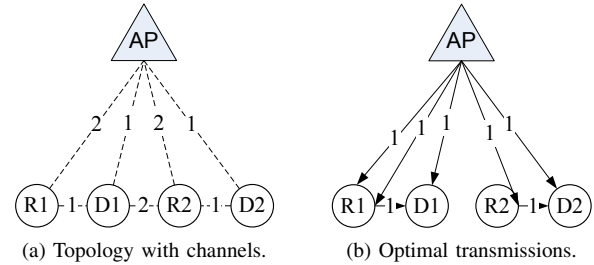 AP
AP
2 1 2 1
1 1 1 1 1
R1 1 D1 2 R2 1 D2
R1 1 D1 R2 1 D2
(a) Topology with channels.
(b) Optimal transmissions.